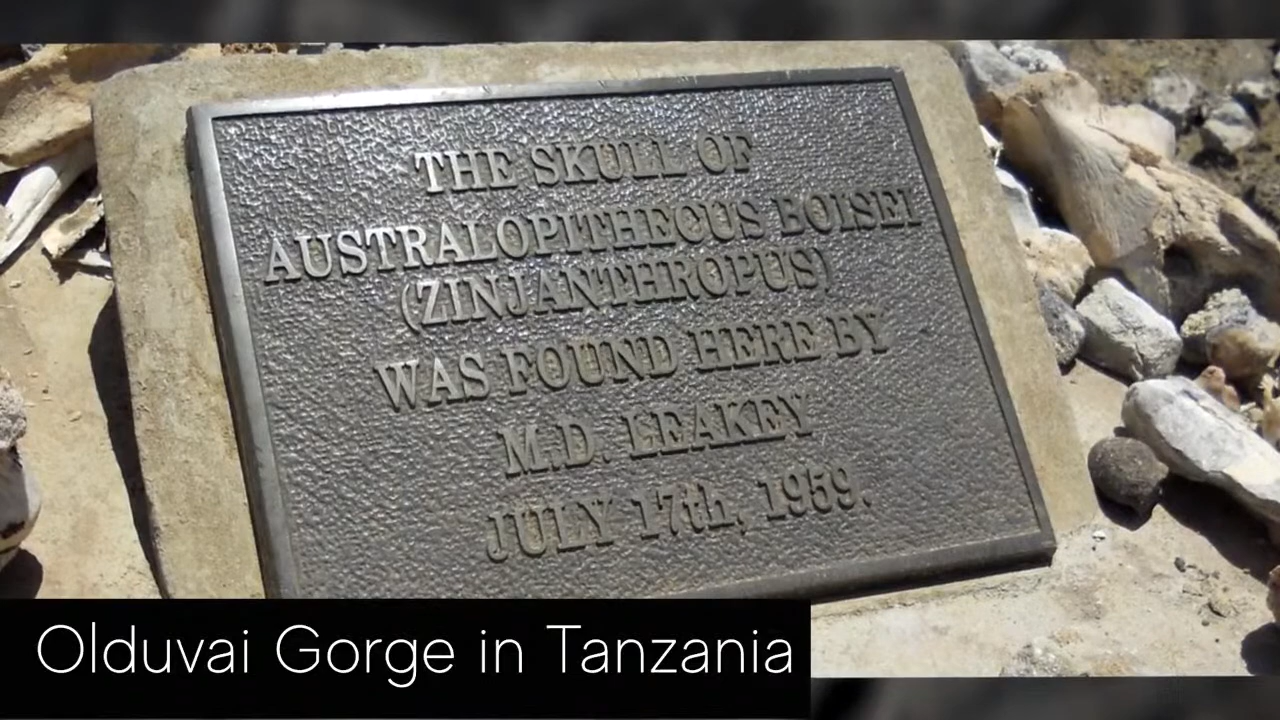 THE SKULL OF
AUSTRALOPITHECUS BOISEI
(ZINJANTHROPUS)
WAS FOUND HERE BY
M.D. LEAKEY
JULY 17th, 1959.
Olduvai Gorge in Tanzania